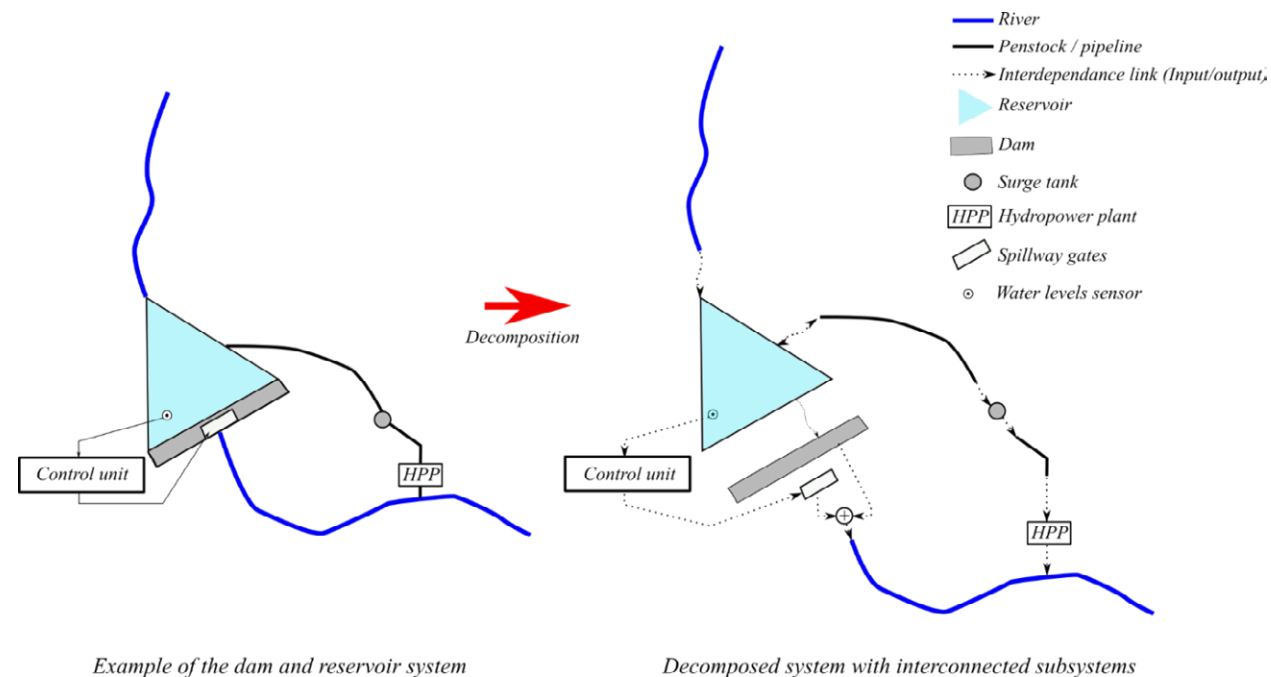 River
Penstock / pipeline
Interdependance link (Input/output)
Reservoir
Dam
Surge tank
HPP Hydropower plant
Spillway gates
Water levels sensor
Decomposition
Control unit
HPP
Control unit
HPP
Example of the dam and reservoir system
Decomposed system with interconnected subsystems